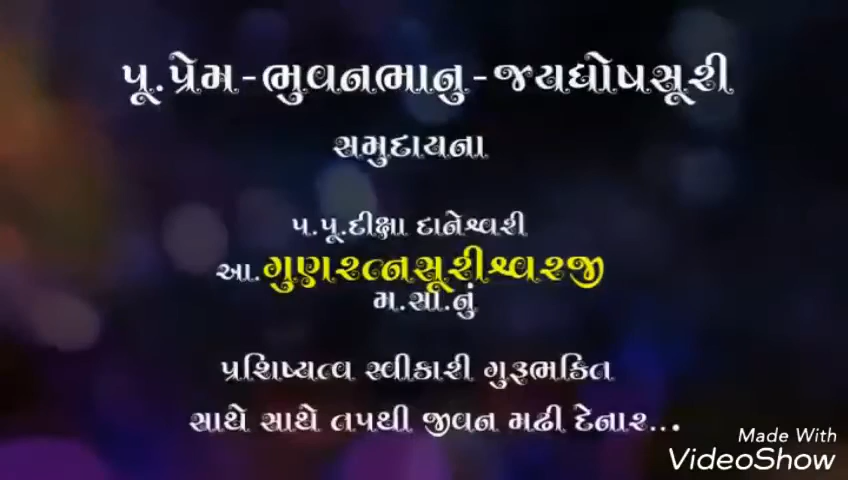 પૂ.પ્રેમ-ભુવનભાનુ-જયઘોષસૂરી
સમુદાયના
પ.પૂ.દીક્ષા દાનેશ્વરી
આ.ગુણરત્નસૂરીશ્વરજી
મ.સા.નું
પ્રશિષ્યત્વ સ્વીકારી ગુરૂભકિત
સાથે સાથે તપથી જીવન મઢી દેનાર...
Made With
VideoShow